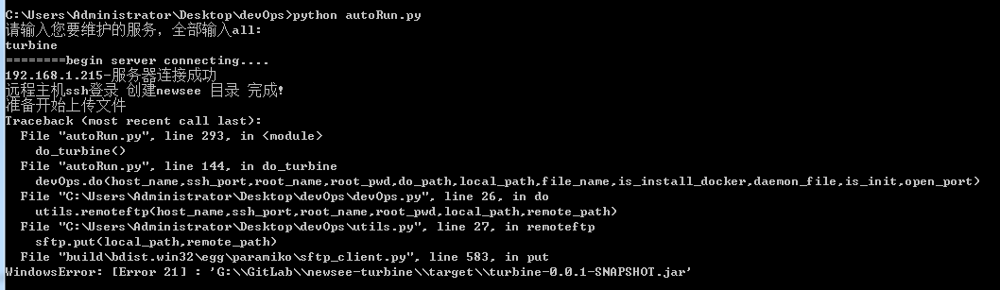 C:\Users\Administrator\Desktop\devOps>python autoRun.py
请输入您要维护的服务，全部输入all:
turbine
========begin server connecting....
192.168.1.215-服务器连接成功
远程主机ssh登录 创建newsee 目录 完成!
准备开始上传文件
Traceback (most recent call last):
  File "autoRun.py", line 293, in <module>
    do_turbine()
  File "autoRun.py", line 144, in do_turbine
    devOps.do(host_name,ssh_port,root_name,root_pwd,do_path,local_path,file_name,is_install_docker,daemon_file,is_init,open_port)
  File "C:\Users\Administrator\Desktop\devOps\devOps.py", line 26, in do
    utils.remoteftp(host_name,ssh_port,root_name,root_pwd,local_path,remote_path)
  File "C:\Users\Administrator\Desktop\devOps\utils.py", line 27, in remoteftp
    sftp.put(local_path,remote_path)
  File "build\bdist.win32\egg\paramiko\sftp_client.py", line 583, in put
WindowsError: [Error 21] : 'G:\\GitLab\\newsee-turbine\\target\\turbine-0.0.1-SNAPSHOT.jar'